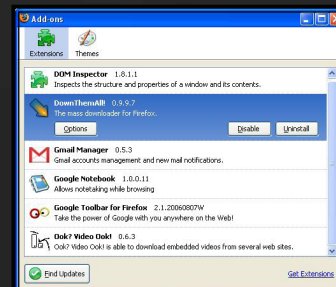 Add-ons
Extensions Themes
DOM Inspector 1.8.1.1
Inspects the structure and properties of a window and its contents.
DownThemAll! 0.9.9.7
The mass downloader for Firefox.
Options Disable Uninstall
Gmail Manager 0.5.3
Gmail accounts management and new mail notifications.
Google Notebook 1.0.0.11
Allows notetaking while browsing
Google Toolbar for Firefox 2.1.20060807W
Take the power of Google with you anywhere on the Web!
Ook? Video Ook! 0.6.3
Ook? Video Ook! is able to download embedded videos from several web sites.
Find Updates Get Extensions